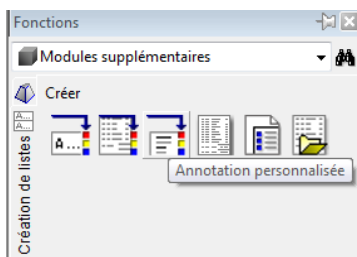 Fonctions
Modules supplémentaires
Créer
A...
A...
A...
Annotation personnalisée
Création de listes